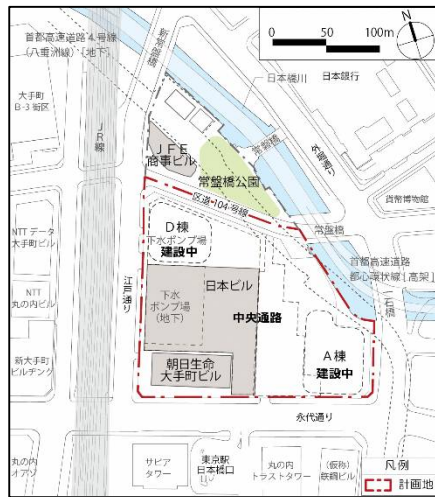 首都高速道路4号線
(八重洲線)〔地下〕
新常盤橋
N
0 50 100m
大手町
B-3街区
JR線
日本橋川
日本銀行
JFE
商事ビル
常盤橋
外堀通り
常盤橋公園
貨幣博物館
区道104号線
D棟
下水ポンプ場
建設中
常盤橋
NTTデータ
大手町ビル
首都高速道路
都心環状線〔高架〕
江戸通り
日本ビル
下水
ポンプ場
(地下)
中央通路
一石橋
NTT
丸の内ビル
A棟
建設中
新大手町
ビルヂング
朝日生命
大手町ビル
永代通り
丸の内
オアゾ
サピア
タワー
東京駅
日本橋口
丸の内
トラストタワー
(仮称)
鉄鋼ビル
凡例
計画地